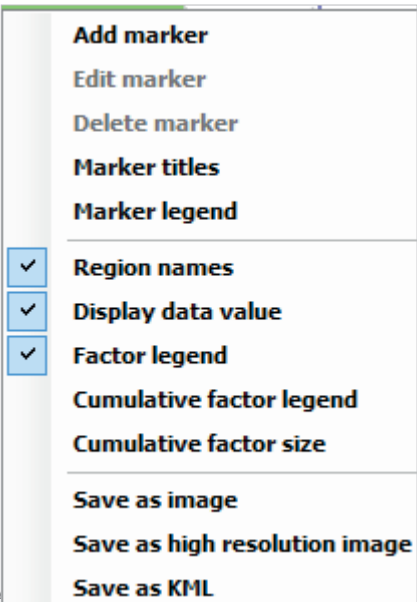 Add marker
Edit marker
Delete marker
Marker titles
Marker legend
Region names
Display data value
Factor legend
Cumulative factor legend
Cumulative factor size
Save as image
Save as high resolution image
Save as KML